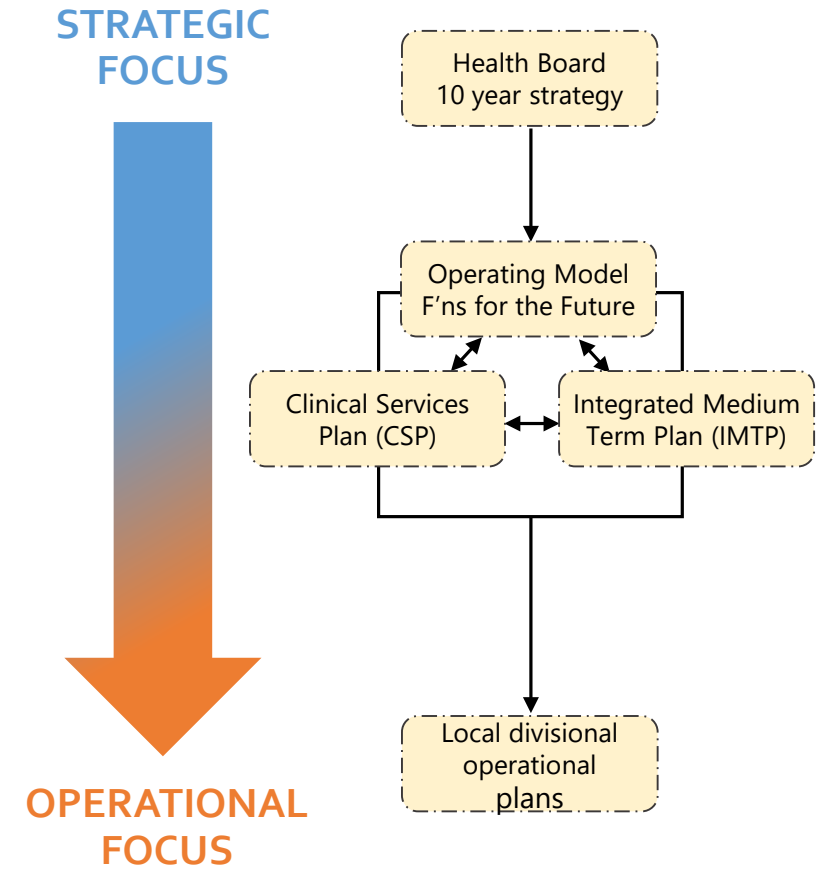 STRATEGIC
FOCUS
Health Board
10 year strategy
Operating Model
F'ns for the Future
Clinical Services
Plan (CSP)
Integrated Medium
Term Plan (IMTP)
Local divisional
operational
plans
OPERATIONAL
FOCUS